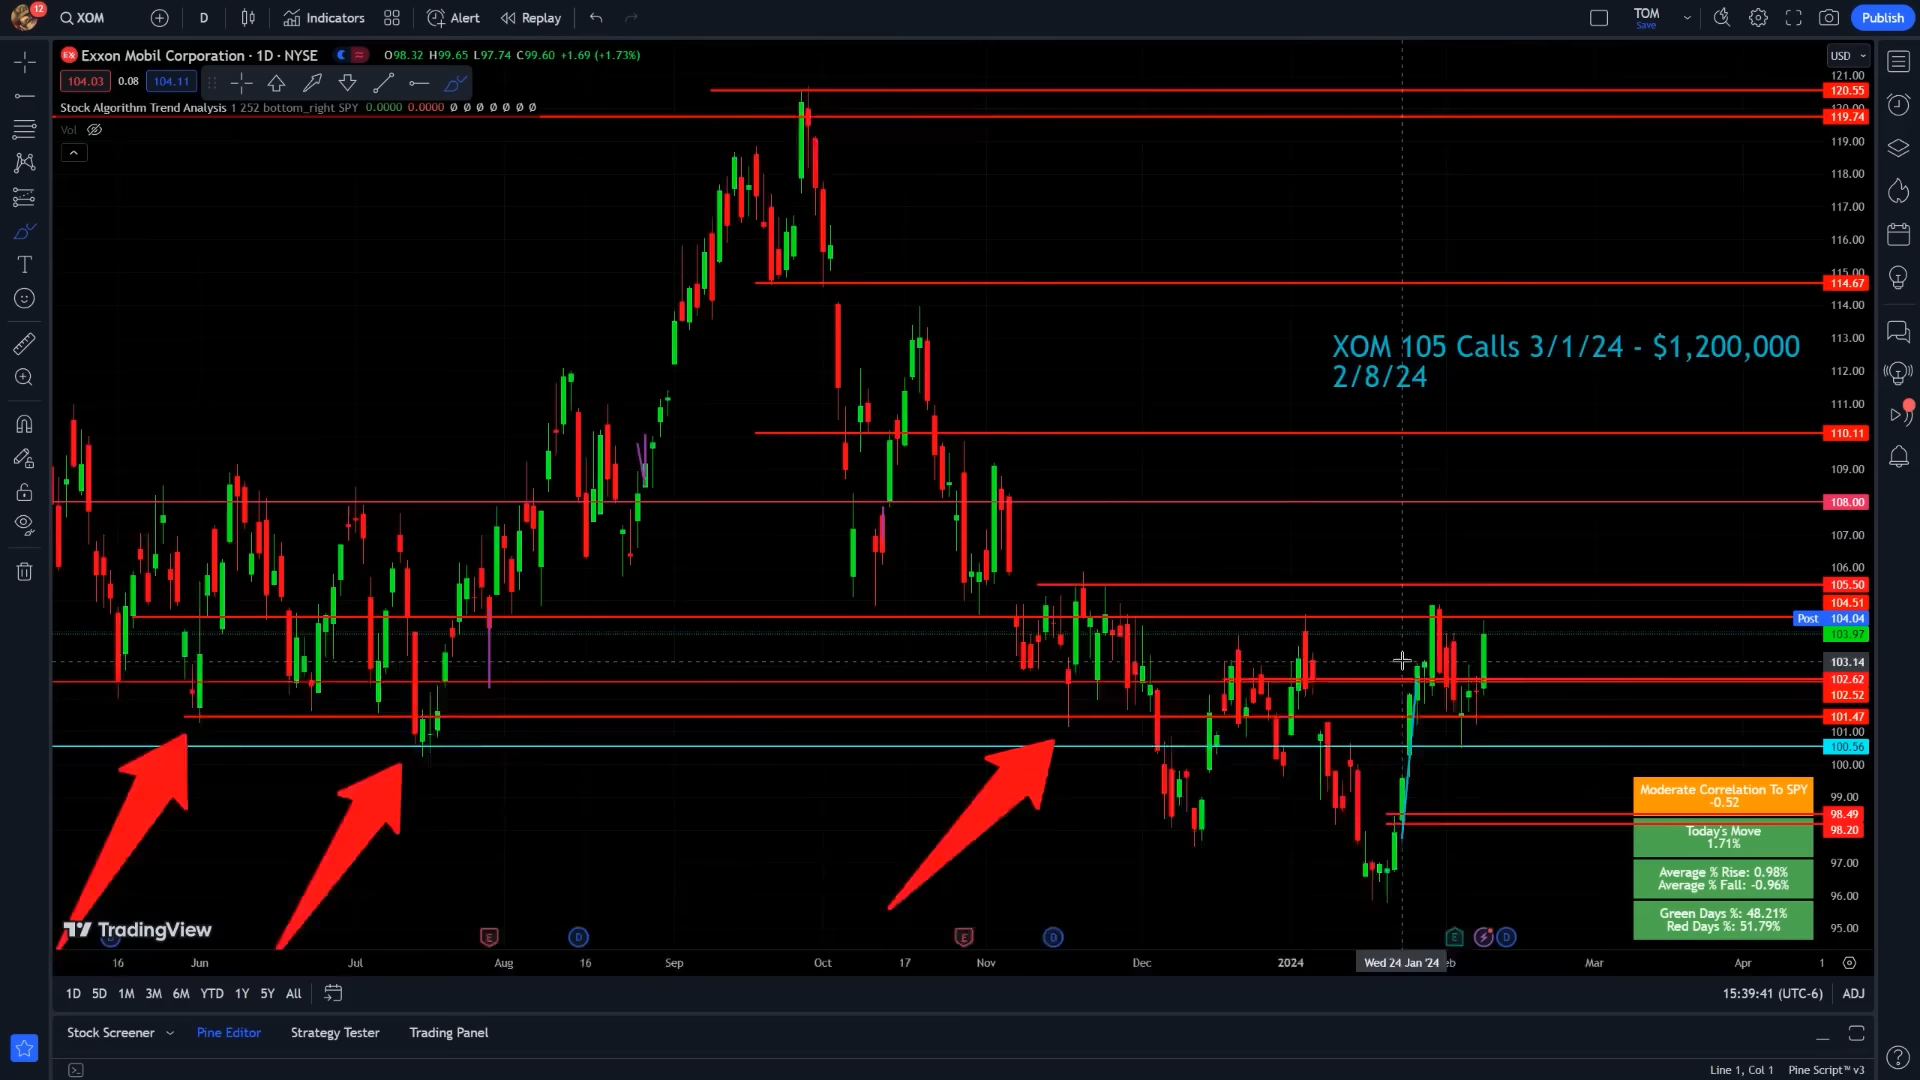 12
XOM
D
Indicators
Alert
Replay
TOM
Save
Publish
Exxon Mobil Corporation · 1D · NYSE
O98.32 H99.65 L97.74 C99.60 +1.69 (+1.73%)
104.03 0.08 104.11
Stock Algorithm Trend Analysis 1 252 bottom_right SPY 0.0000 0.0000 ø ø ø ø ø ø ø
Vol
USD
121.00
120.55
120.00
119.74
119.00
118.00
117.00
116.00
115.00
114.67
114.00
113.00
112.00
111.00
110.11
109.00
108.00
107.00
106.00
105.50
104.51
Post 104.04
103.97
103.14
102.62
102.52
101.47
101.00
100.56
100.00
99.00
98.49
98.20
97.00
96.00
95.00
XOM 105 Calls 3/1/24 - $1,200,000
2/8/24
Moderate Correlation To SPY
-0.52
Today's Move
1.71%
Average % Rise: 0.98%
Average % Fall: -0.96%
Green Days %: 48.21%
Red Days %: 51.79%
TradingView
D E D E D E D
16 Jun Jul Aug 16 Sep Oct 17 Nov Dec 2024 Wed 24 Jan '24 eb Mar Apr 1
1D 5D 1M 3M 6M YTD 1Y 5Y All
15:39:41 (UTC-6) ADJ
Stock Screener Pine Editor Strategy Tester Trading Panel
Line 1, Col 1 Pine Script™ v3